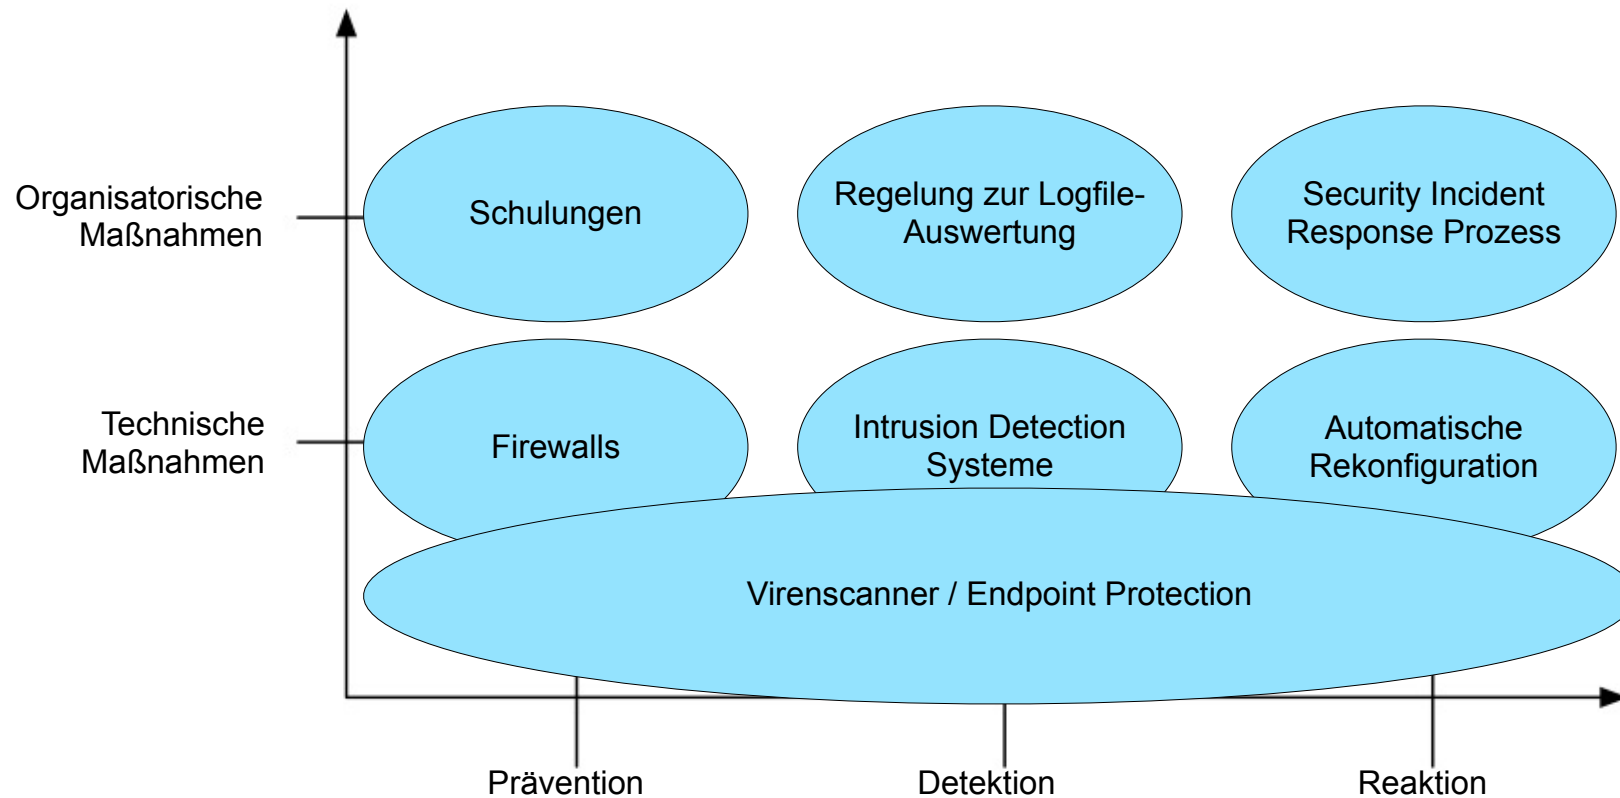 Organisatorische
Maßnahmen
Schulungen
Regelung zur Logfile-
Auswertung
Security Incident
Response Prozess
Technische
Maßnahmen
Firewalls
Intrusion Detection
Systeme
Automatische
Rekonfiguration
Virenscanner / Endpoint Protection
Prävention
Detektion
Reaktion